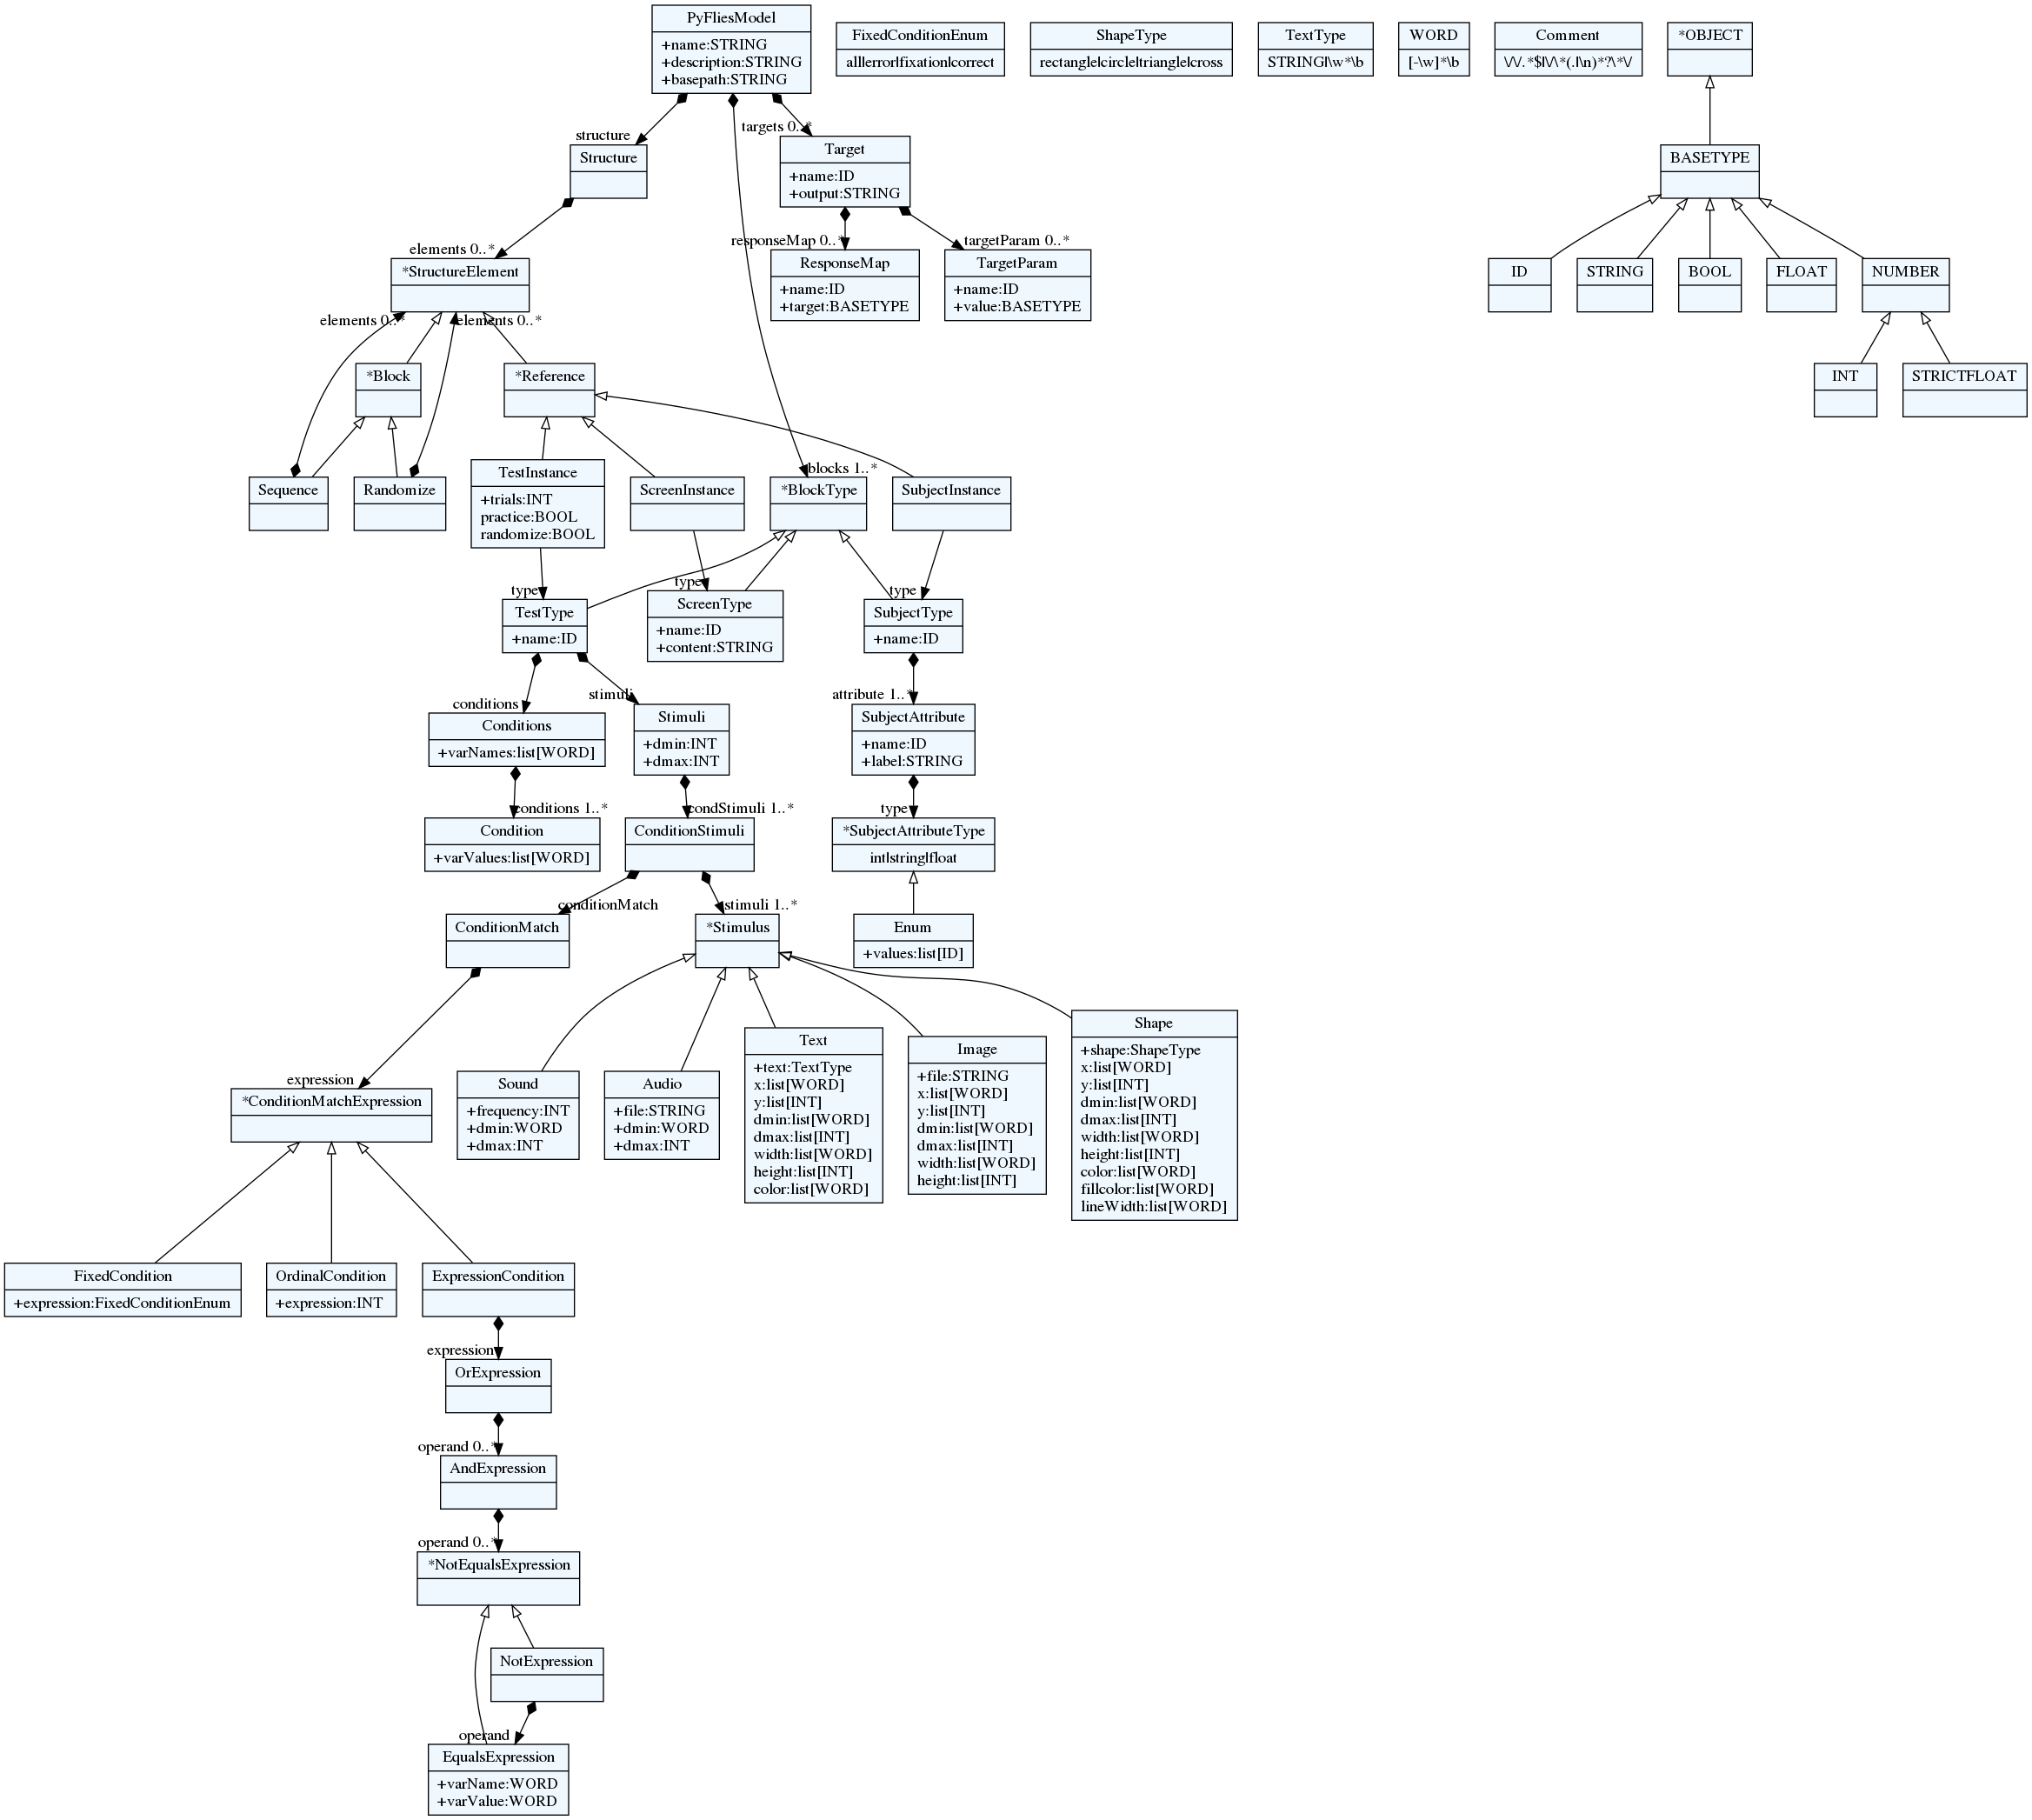 PyFliesModel
+name:STRING
+description:STRING
+basepath:STRING
FixedConditionEnum
all|error|fixation|correct
ShapeType
rectangle|circle|triangle|cross
TextType
STRING|\w*\b
WORD
[-\w]*\b
Comment
\/\/.*$|\/\*(.|\n)*?\*\/
*OBJECT
structure
targets 0..*
Structure
Target
+name:ID
+output:STRING
BASETYPE
elements 0..*
responseMap 0..*
targetParam 0..*
*StructureElement
ResponseMap
+name:ID
+target:BASETYPE
TargetParam
+name:ID
+value:BASETYPE
ID
STRING
BOOL
FLOAT
NUMBER
elements 0..*
elements 0..*
*Block
*Reference
INT
STRICTFLOAT
blocks 1..*
Sequence
Randomize
TestInstance
+trials:INT
practice:BOOL
randomize:BOOL
ScreenInstance
*BlockType
SubjectInstance
type
type
type
TestType
+name:ID
ScreenType
+name:ID
+content:STRING
SubjectType
+name:ID
conditions
stimuli
attribute 1..*
Conditions
+varNames:list[WORD]
Stimuli
+dmin:INT
+dmax:INT
SubjectAttribute
+name:ID
+label:STRING
conditions 1..*
condStimuli 1..*
type
Condition
+varValues:list[WORD]
ConditionStimuli
*SubjectAttributeType
int|string|float
conditionMatch
stimuli 1..*
ConditionMatch
*Stimulus
Enum
+values:list[ID]
expression
*ConditionMatchExpression
Sound
+frequency:INT
+dmin:WORD
+dmax:INT
Audio
+file:STRING
+dmin:WORD
+dmax:INT
Text
+text:TextType
x:list[WORD]
y:list[INT]
dmin:list[WORD]
dmax:list[INT]
width:list[WORD]
height:list[INT]
color:list[WORD]
Image
+file:STRING
x:list[WORD]
y:list[INT]
dmin:list[WORD]
dmax:list[INT]
width:list[WORD]
height:list[INT]
Shape
+shape:ShapeType
x:list[WORD]
y:list[INT]
dmin:list[WORD]
dmax:list[INT]
width:list[WORD]
height:list[INT]
color:list[WORD]
fillcolor:list[WORD]
lineWidth:list[WORD]
FixedCondition
+expression:FixedConditionEnum
OrdinalCondition
+expression:INT
ExpressionCondition
expression
OrExpression
operand 0..*
AndExpression
operand 0..*
*NotEqualsExpression
NotExpression
operand
EqualsExpression
+varName:WORD
+varValue:WORD